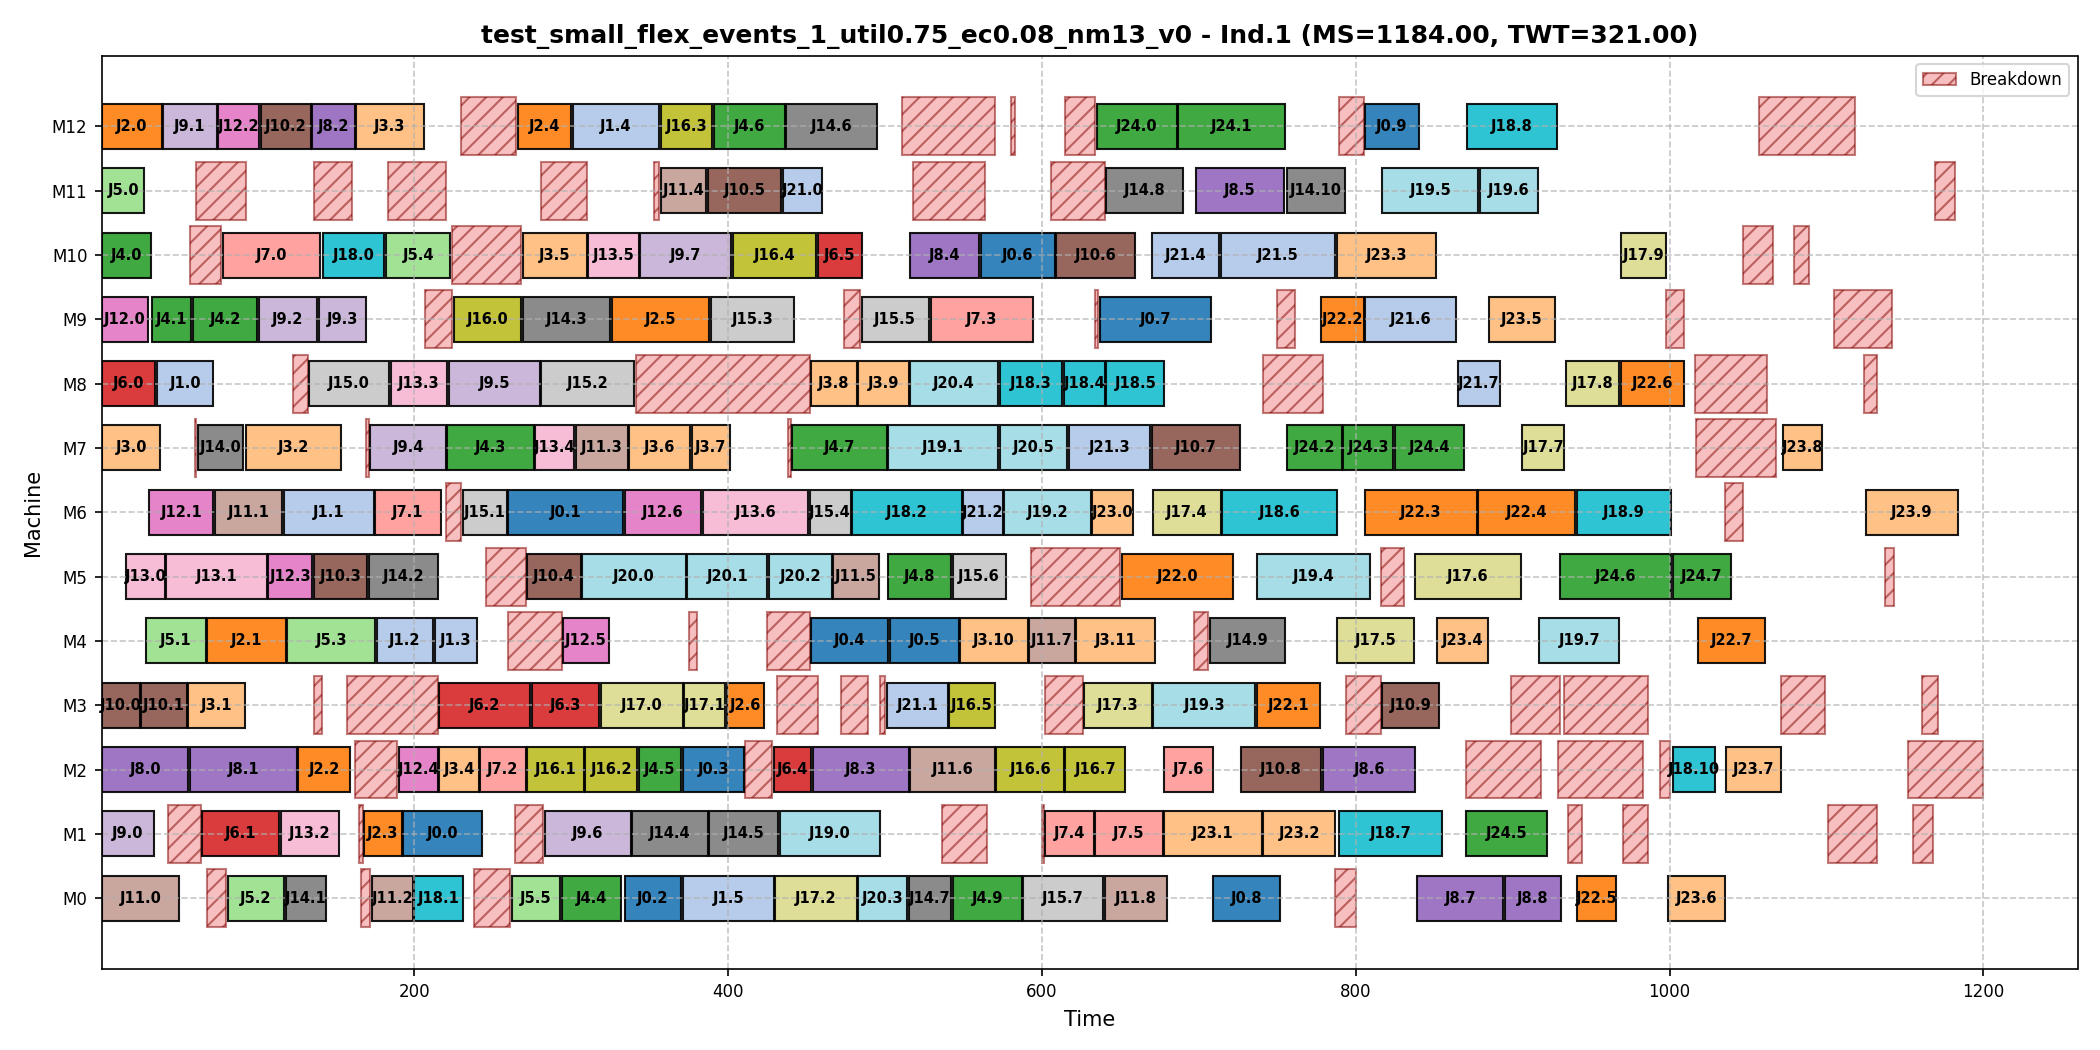 test_small_flex_events_1_util0.75_ec0.08_nm13_v0 - Ind.1 (MS=1184.00, TWT=321.00)
Breakdown
M12 J2.0 J9.1 J12.2 J10.2 J8.2 J3.3 J2.4 J1.4 J16.3 J4.6 J14.6 J24.0 J24.1 J0.9 J18.8
M11 J5.0 J11.4 J10.5 J21.0 J14.8 J8.5 J14.10 J19.5 J19.6
M10 J4.0 J7.0 J18.0 J5.4 J3.5 J13.5 J9.7 J16.4 J6.5 J8.4 J0.6 J10.6 J21.4 J21.5 J23.3 J17.9
M9 J12.0 J4.1 J4.2 J9.2 J9.3 J16.0 J14.3 J2.5 J15.3 J15.5 J7.3 J0.7 J22.2 J21.6 J23.5
M8 J6.0 J1.0 J15.0 J13.3 J9.5 J15.2 J3.8 J3.9 J20.4 J18.3 J18.4 J18.5 J21.7 J17.8 J22.6
M7 J3.0 J14.0 J3.2 J9.4 J4.3 J13.4 J11.3 J3.6 J3.7 J4.7 J19.1 J20.5 J21.3 J10.7 J24.2 J24.3 J24.4 J17.7 J23.8
M6 J12.1 J11.1 J1.1 J7.1 J15.1 J0.1 J12.6 J13.6 J15.4 J18.2 J21.2 J19.2 J23.0 J17.4 J18.6 J22.3 J22.4 J18.9 J23.9
M5 J13.0 J13.1 J12.3 J10.3 J14.2 J10.4 J20.0 J20.1 J20.2 J11.5 J4.8 J15.6 J22.0 J19.4 J17.6 J24.6 J24.7
M4 J5.1 J2.1 J5.3 J1.2 J1.3 J12.5 J0.4 J0.5 J3.10 J11.7 J3.11 J14.9 J17.5 J23.4 J19.7 J22.7
M3 J10.0 J10.1 J3.1 J6.2 J6.3 J17.0 J17.1 J2.6 J21.1 J16.5 J17.3 J19.3 J22.1 J10.9
M2 J8.0 J8.1 J2.2 J12.4 J3.4 J7.2 J16.1 J16.2 J4.5 J0.3 J6.4 J8.3 J11.6 J16.6 J16.7 J7.6 J10.8 J8.6 J18.10 J23.7
M1 J9.0 J6.1 J13.2 J2.3 J0.0 J9.6 J14.4 J14.5 J19.0 J7.4 J7.5 J23.1 J23.2 J18.7 J24.5
M0 J11.0 J5.2 J14.1 J11.2 J18.1 J5.5 J4.4 J0.2 J1.5 J17.2 J20.3 J14.7 J4.9 J15.7 J11.8 J0.8 J8.7 J8.8 J22.5 J23.6
200 400 600 800 1000 1200
Time
Machine